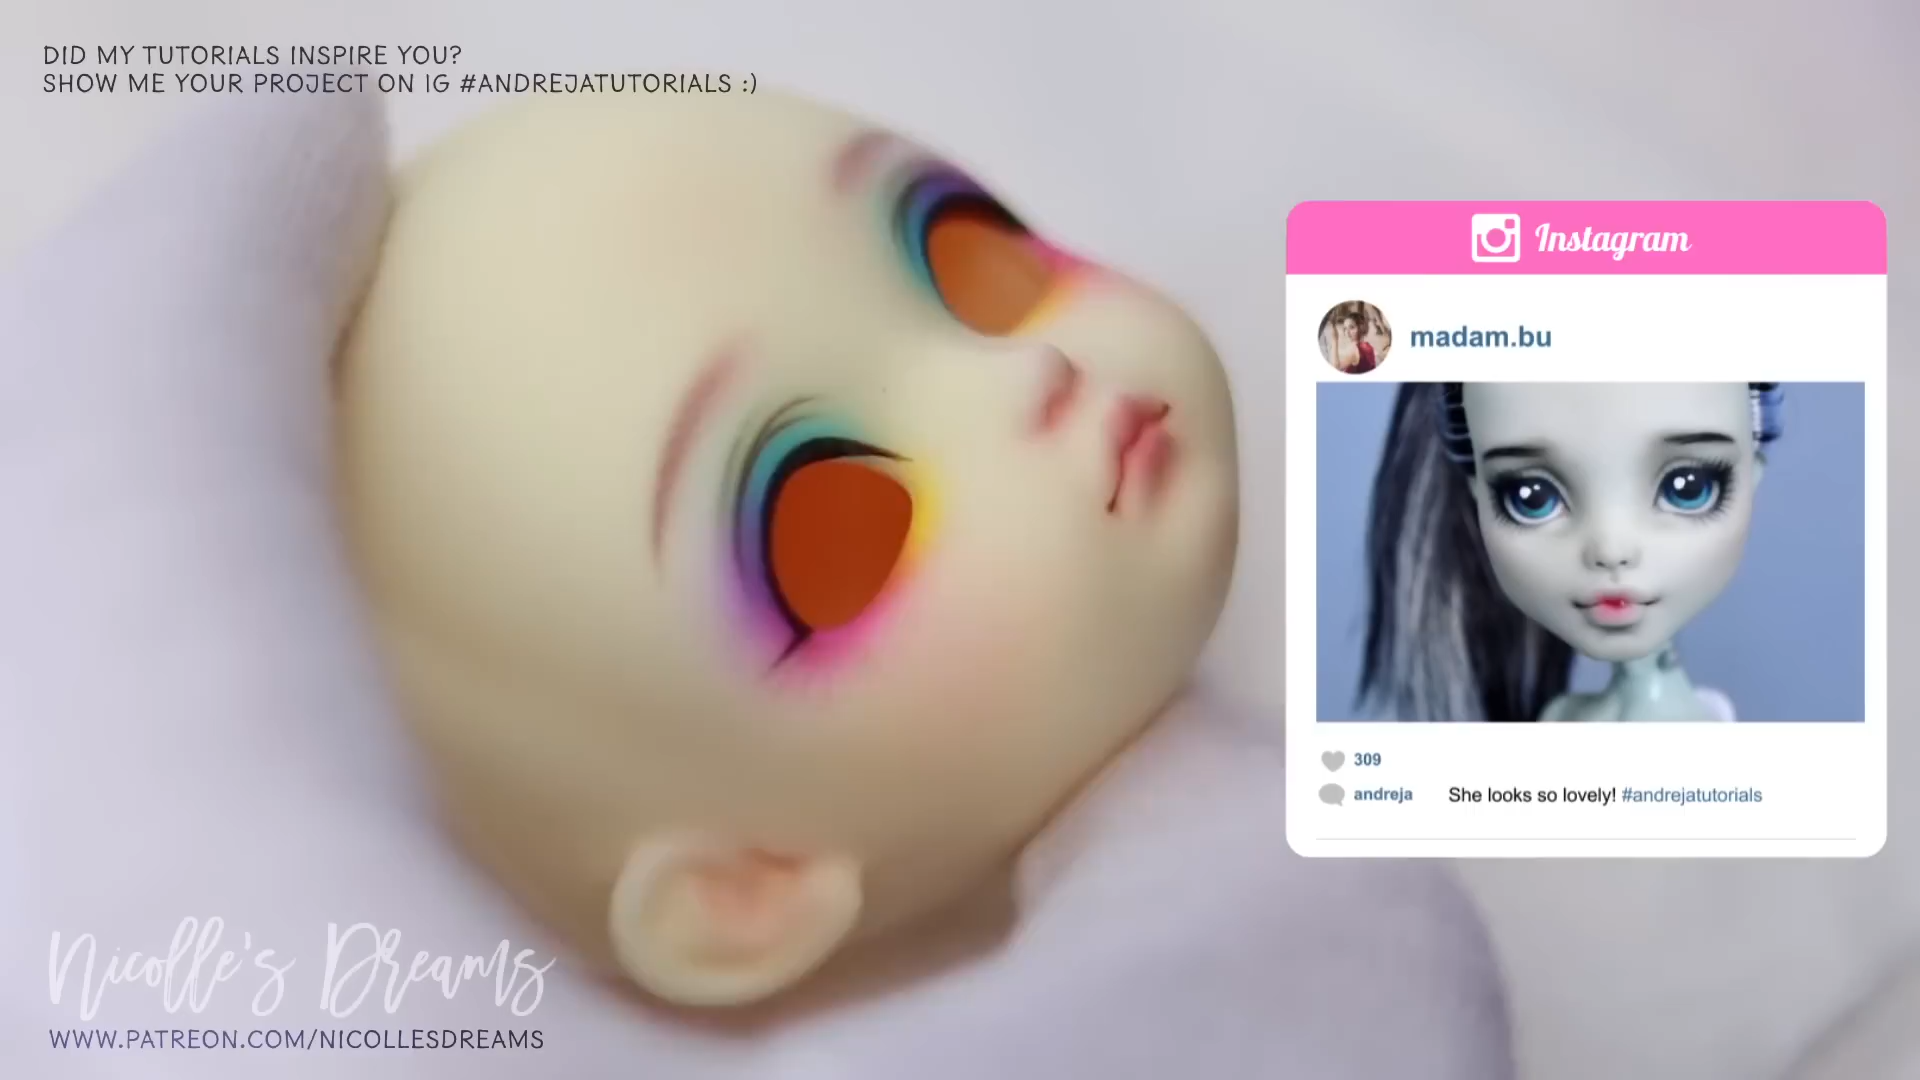 DID MY TUTORIALS INSPIRE YOU?
SHOW ME YOUR PROJECT ON IG #ANDREJATUTORIALS :)
Instagram
madam.bu
309
andreja She looks so lovely! #andrejatutorials
Nicolle's Dreams
WWW.PATREON.COM/NICOLLESDREAMS